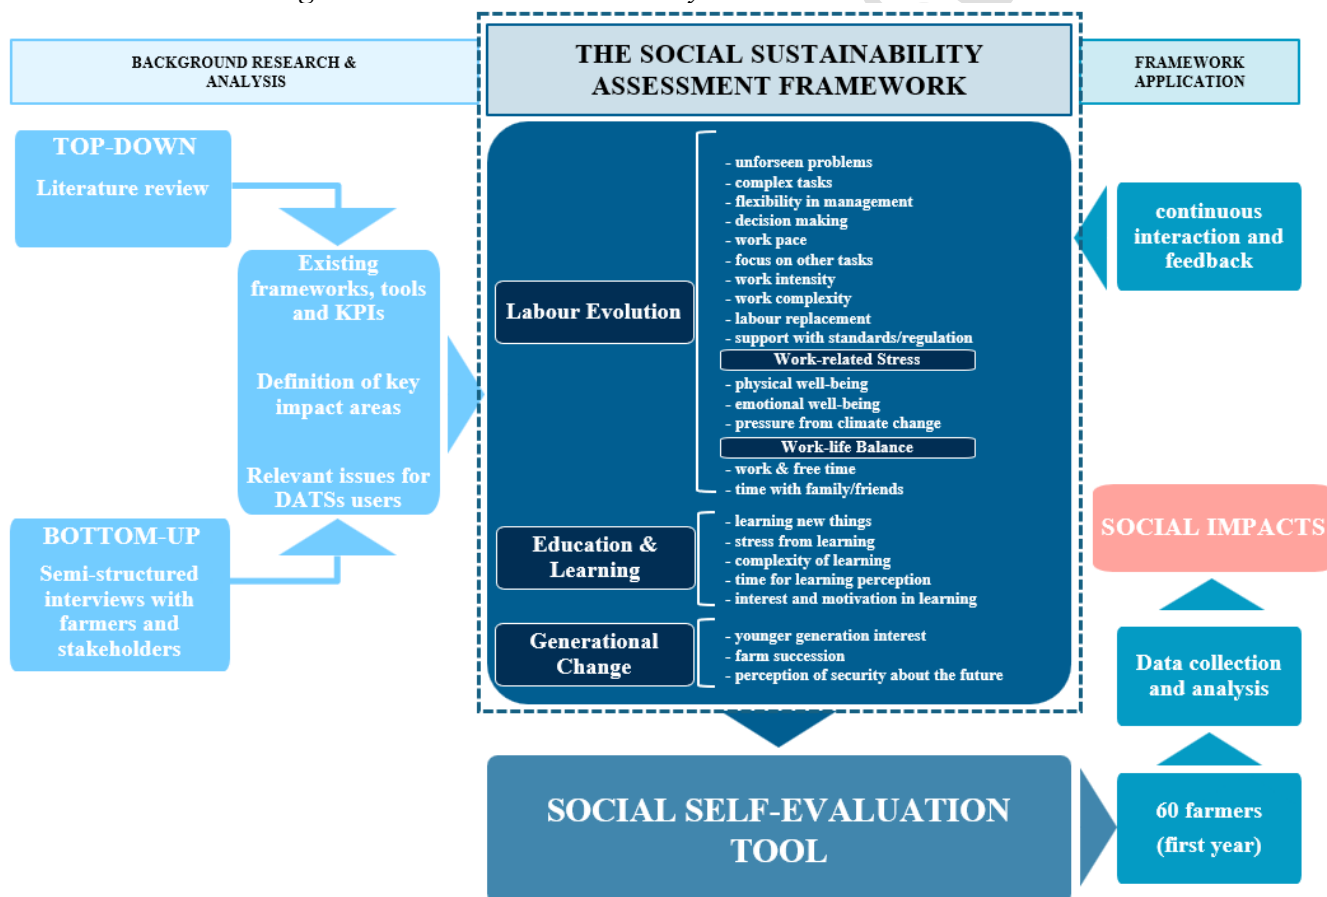 BACKGROUND RESEARCH &
ANALYSIS
THE SOCIAL SUSTAINABILITY
ASSESSMENT FRAMEWORK
FRAMEWORK
APPLICATION
TOP-DOWN
Literature review
Existing
frameworks, tools
and KPIs
Definition of key
impact areas
Relevant issues for
DATSs users
BOTTOM-UP
Semi-structured
interviews with
farmers and
stakeholders
Labour Evolution
- unforseen problems
- complex tasks
- flexibility in management
- decision making
- work pace
- focus on other tasks
- work intensity
- work complexity
- labour replacement
- support with standards/regulation
Work-related Stress
- physical well-being
- emotional well-being
- pressure from climate change
Work-life Balance
- work & free time
- time with family/friends
Education &
Learning
- learning new things
- stress from learning
- complexity of learning
- time for learning perception
- interest and motivation in learning
Generational
Change
- younger generation interest
- farm succession
- perception of security about the future
SOCIAL SELF-EVALUATION
TOOL
continuous
interaction and
feedback
SOCIAL IMPACTS
Data collection
and analysis
60 farmers
(first year)